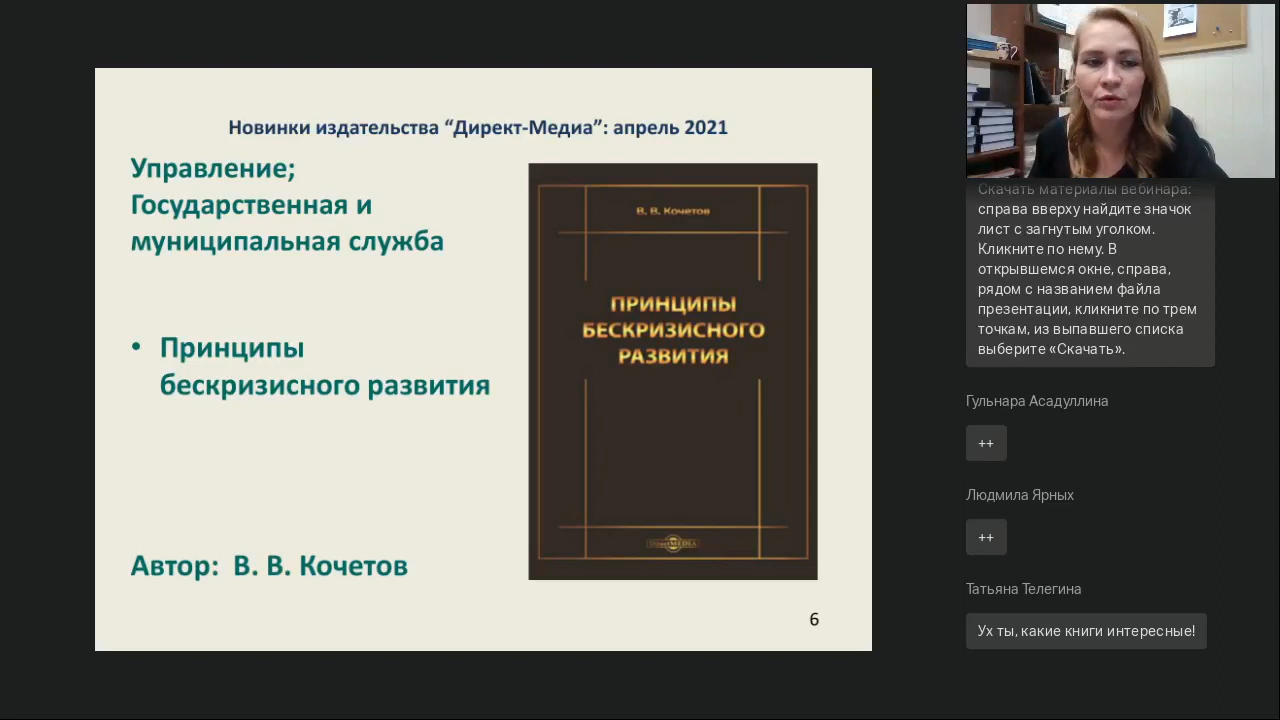 Новинки издательства “Директ-Медиа”: апрель 2021
Управление;
Государственная и
муниципальная служба
• Принципы
бескризисного развития
Автор: В. В. Кочетов
В. В. Кочетов
ПРИНЦИПЫ
БЕСКРИЗИСНОГО
РАЗВИТИЯ
DirectMEDIA
6
Скачать материалы вебинара:
справа вверху найдите значок
лист с загнутым уголком.
Кликните по нему. В
открывшемся окне, справа,
рядом с названием файла
презентации, кликните по трем
точкам, из выпавшего списка
выберите «Скачать».
Гульнара Асадуллина
++
Людмила Ярных
++
Татьяна Телегина
Ух ты, какие книги интересные!